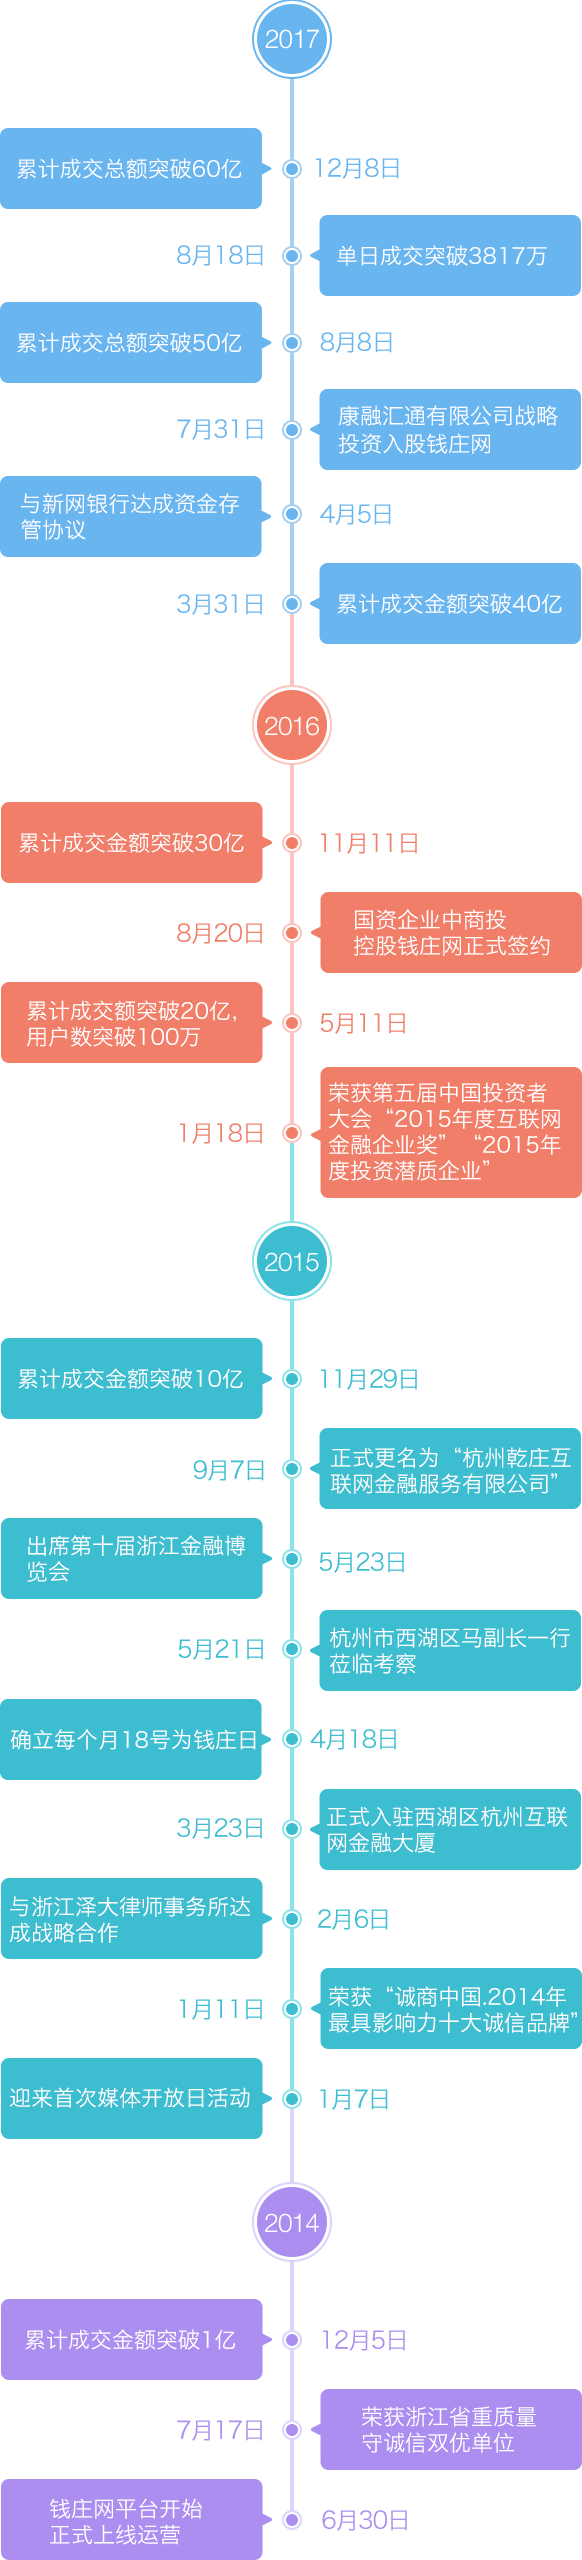 2017
累计成交总额突破60亿
12月8日
8月18日
单日成交突破3817万
累计成交总额突破50亿
8月8日
7月31日
康融汇通有限公司战略
投资入股钱庄网
与新网银行达成资金存
管协议
4月5日
3月31日
累计成交金额突破40亿
2016
累计成交金额突破30亿
11月11日
8月20日
国资企业中商投
控股钱庄网正式签约
累计成交额突破20亿,
用户数突破100万
5月11日
1月18日
荣获第五届中国投资者
大会“2015年度互联网
金融企业奖” “2015年
度投资潜质企业”
2015
累计成交金额突破10亿
11月29日
9月7日
正式更名为“杭州乾庄互
联网金融服务有限公司”
出席第十届浙江金融博
览会
5月23日
5月21日
杭州市西湖区马副长一行
莅临考察
确立每个月18号为钱庄日
4月18日
3月23日
正式入驻西湖区杭州互联
网金融大厦
与浙江泽大律师事务所达
成战略合作
2月6日
1月11日
荣获“诚商中国.2014年
最具影响力十大诚信品牌”
迎来首次媒体开放日活动
1月7日
2014
累计成交金额突破1亿
12月5日
7月17日
荣获浙江省重质量
守诚信双优单位
钱庄网平台开始
正式上线运营
6月30日